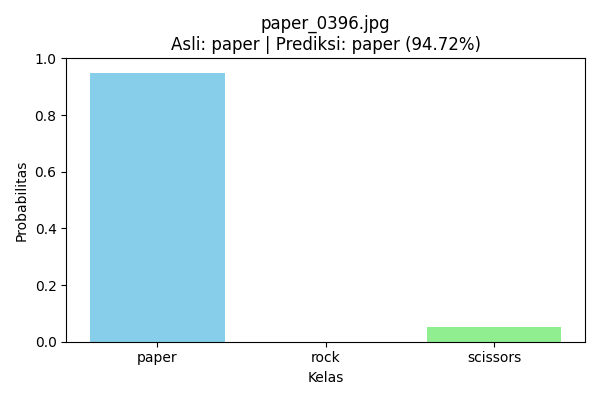 paper_0396.jpg
Asli: paper | Prediksi: paper (94.72%)
1.0
0.8
0.6
0.4
0.2
0.0
Probabilitas
paper rock scissors
Kelas